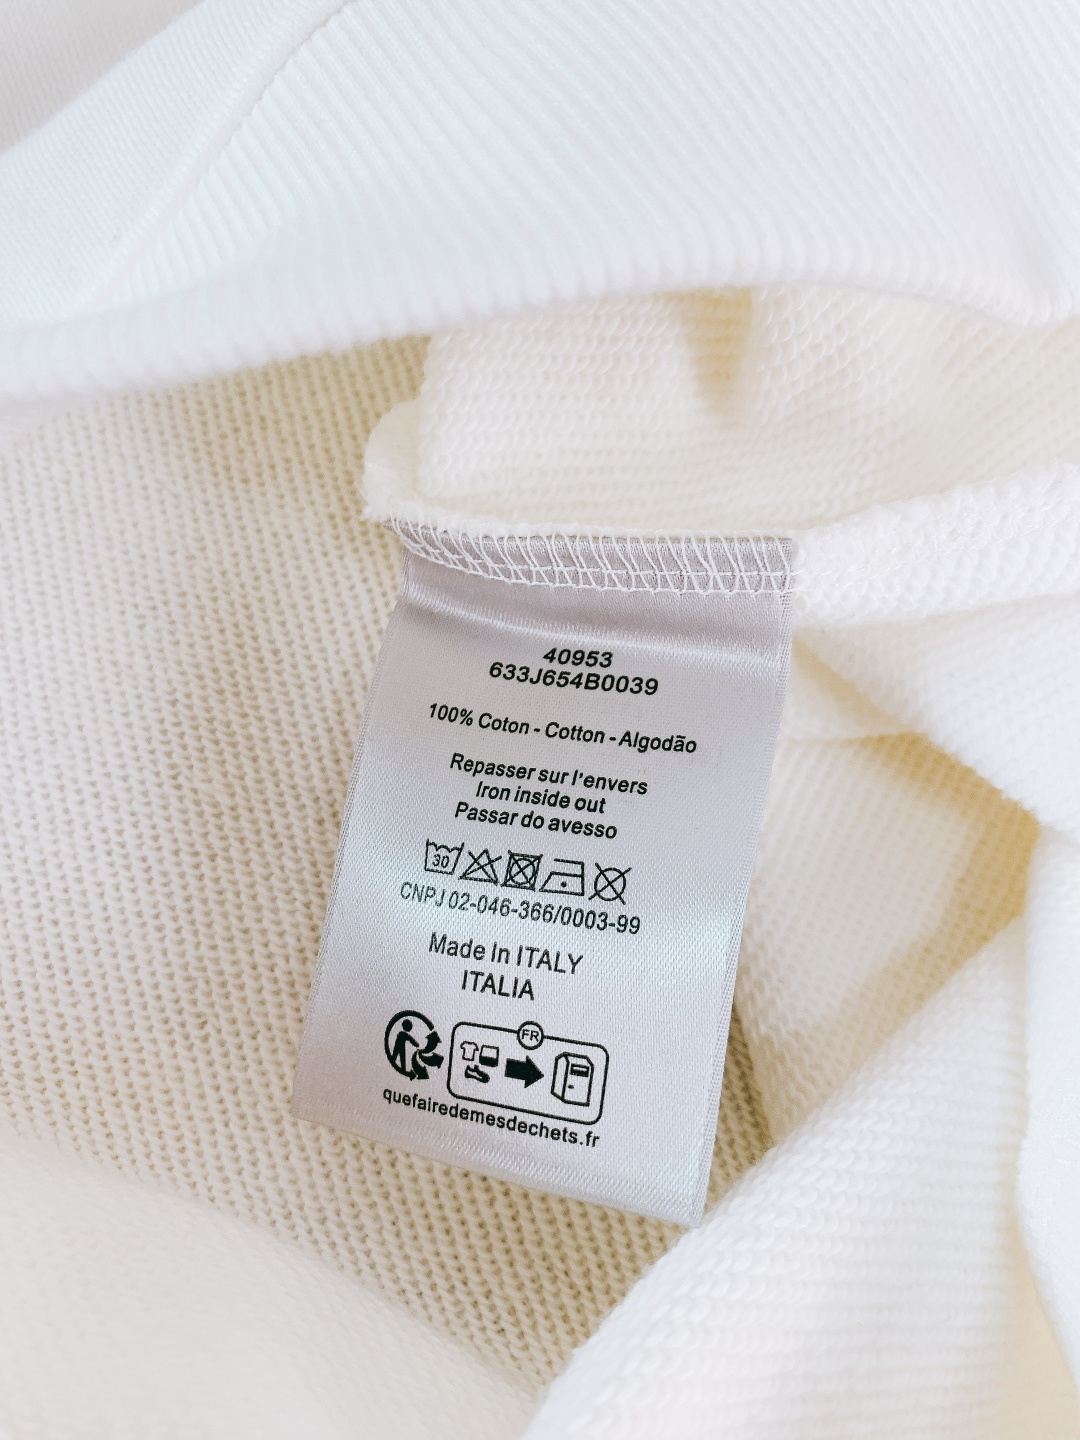 40953
633J654B0039
100% Coton - Cotton - Algodão
Repasser sur l'envers
Iron inside out
Passar do avesso
30
CNPJ 02-046-366/0003-99
Made In ITALY
ITALIA
FR
quefairedemesdechets.fr